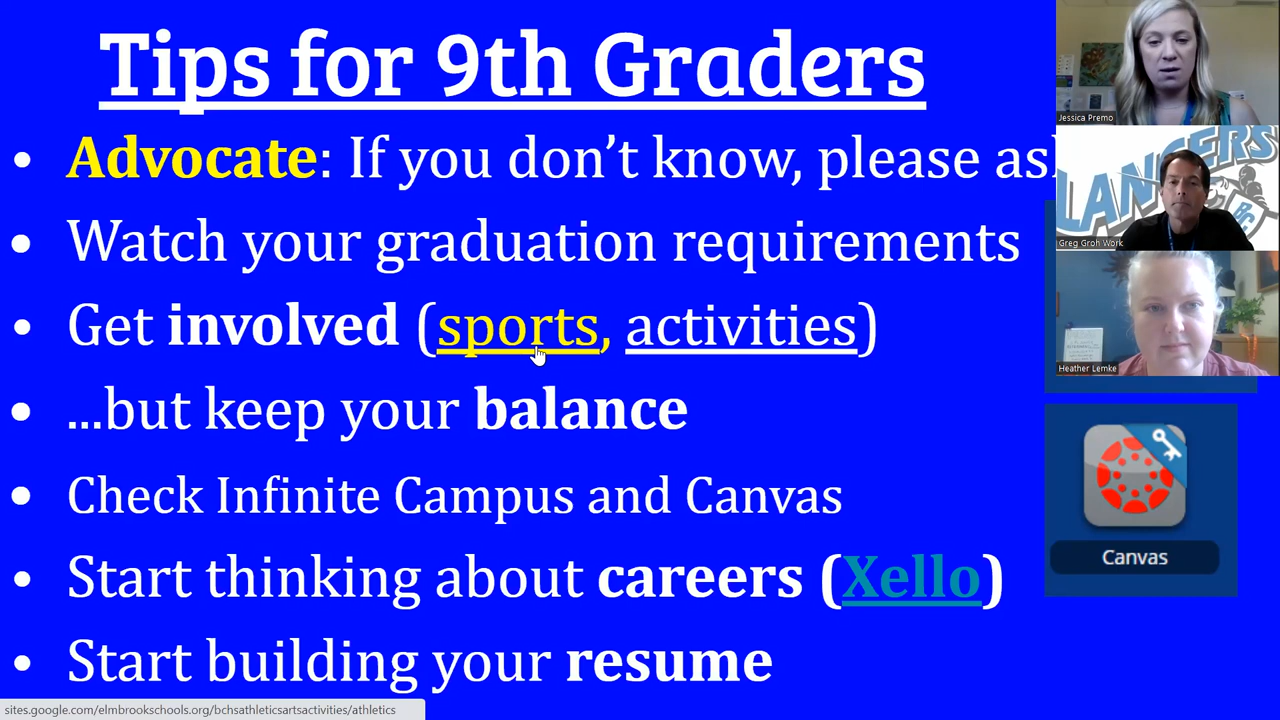 Tips for 9th Graders
• Advocate: If you don’t know, please as
• Watch your graduation requirements
• Get involved (sports, activities)
• ...but keep your balance
• Check Infinite Campus and Canvas
• Start thinking about careers (Xello)
• Start building your resume
Jessica Premo
LANCERS
BC
Greg Groh Work
Heather Lemke
Canvas
sites.google.com/elmbrookschools.org/bchsathleticsartsactivities/athletics